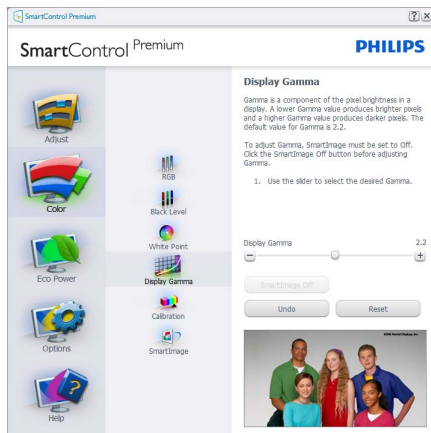 SmartControl Premium
SmartControl Premium
PHILIPS
Adjust
Color
Eco Power
Options
Help
RGB
Black Level
White Point
Display Gamma
Calibration
SmartImage
Display Gamma
Gamma is a component of the pixel brightness in a
display. A lower Gamma value produces brighter pixels
and a higher Gamma value produces darker pixels. The
default value for Gamma is 2.2.
To adjust Gamma, SmartImage must be set to Off.
Click the SmartImage Off button before adjusting
Gamma.
1. Use the slider to select the desired Gamma.
Display Gamma 2.2
SmartImage Off
Undo Reset